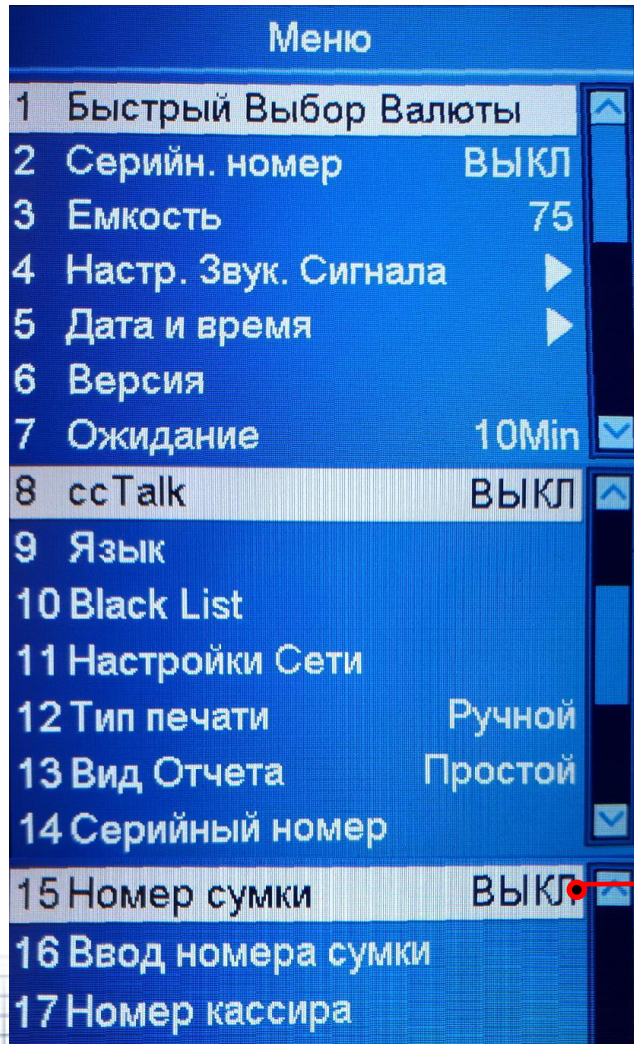 Меню
1 Быстрый Выбор Валюты
2 Серийн. номер ВЫКЛ
3 Емкость 75
4 Настр. Звук. Сигнала
5 Дата и время
6 Версия
7 Ожидание 10Min
8 ccTalk ВЫКЛ
9 Язык
10 Black List
11 Настройки Сети
12 Тип печати Ручной
13 Вид Отчета Простой
14 Серийный номер
15 Номер сумки ВЫКЛ
16 Ввод номера сумки
17 Номер кассира